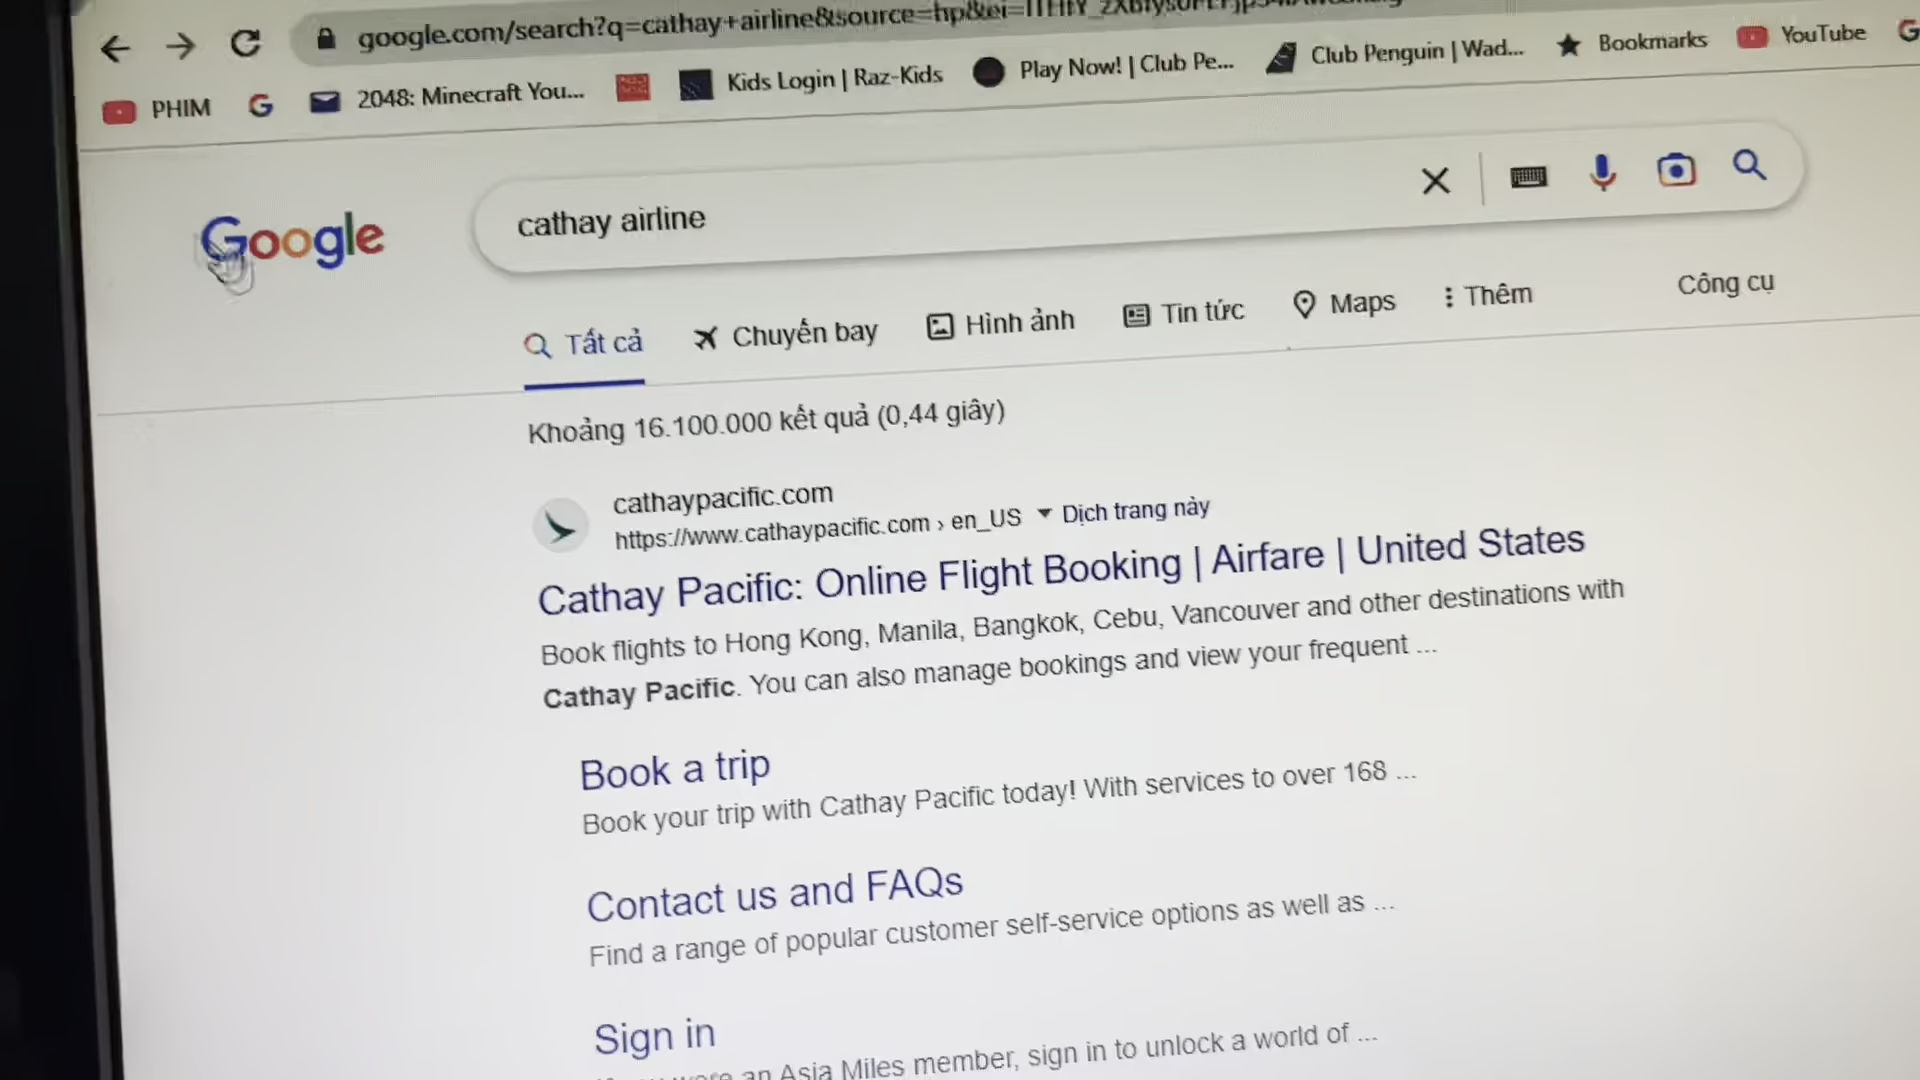 google.com/search?q=cathay+airline&source=hp&ei=
PHIM
2048: Minecraft You...
Kids Login | Raz-Kids
Play Now! | Club Pe...
Club Penguin | Wad...
Bookmarks
YouTube
Google
cathay airline
Tất cả
Chuyến bay
Hình ảnh
Tin tức
Maps
Thêm
Công cụ
Khoảng 16.100.000 kết quả (0,44 giây)
cathaypacific.com
https://www.cathaypacific.com › en_US
Dịch trang này
Cathay Pacific: Online Flight Booking | Airfare | United States
Book flights to Hong Kong, Manila, Bangkok, Cebu, Vancouver and other destinations with
Cathay Pacific. You can also manage bookings and view your frequent ...
Book a trip
Book your trip with Cathay Pacific today! With services to over 168 ...
Contact us and FAQs
Find a range of popular customer self-service options as well as ...
Sign in
an Asia Miles member, sign in to unlock a world of ...